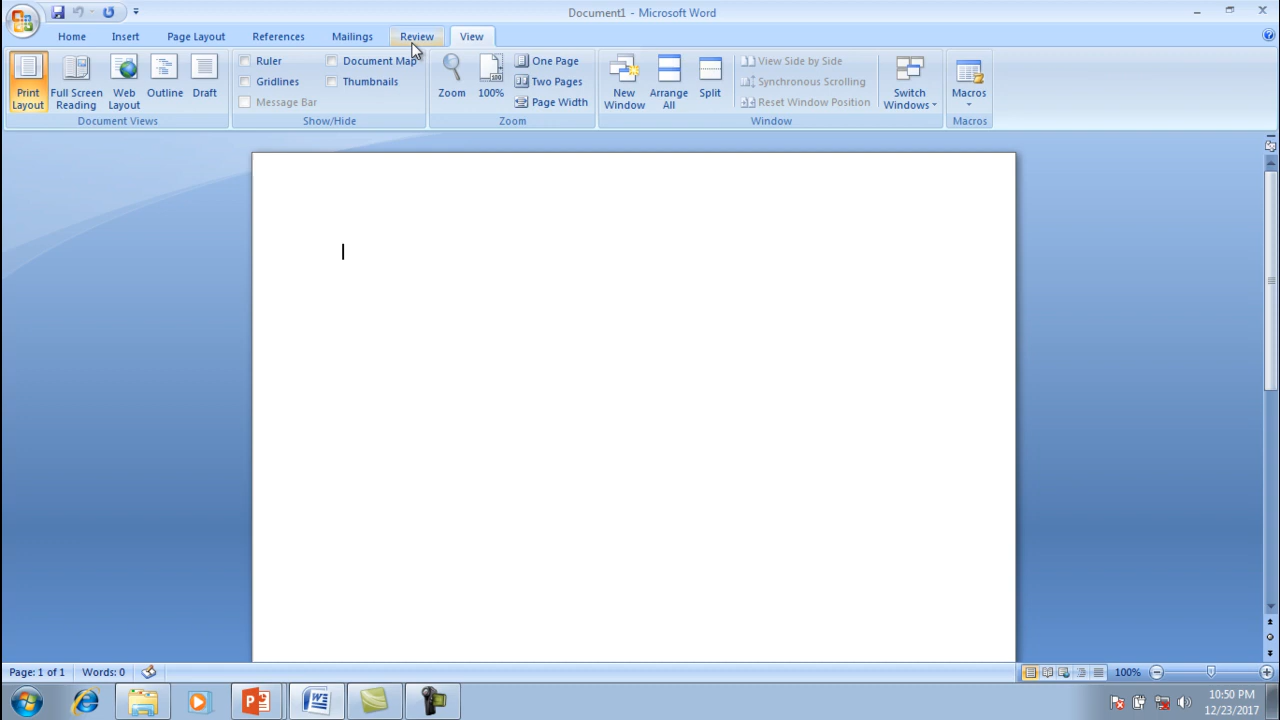 Document1 - Microsoft Word
Home Insert Page Layout References Mailings Review View
Print Layout
Full Screen Reading
Web Layout
Outline
Draft
Document Views
Ruler
Gridlines
Message Bar
Document Map
Thumbnails
Show/Hide
Zoom
100%
One Page
Two Pages
Page Width
Zoom
New Window
Arrange All
Split
View Side by Side
Synchronous Scrolling
Reset Window Position
Switch Windows
Window
Macros
Macros
Page: 1 of 1 Words: 0 100%
10:50 PM
12/23/2017